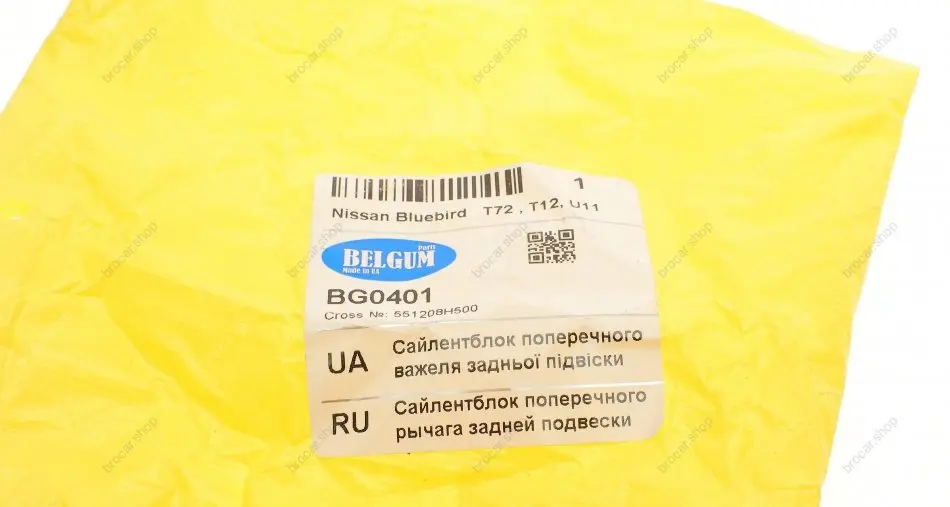 1
Nissan Bluebird T72 , T12, U11
BELGUM
Parts
Made in UA
BG0401
Cross №: 551208H500
UA
Сайлентблок поперечного
важеля задньої підвіски
RU
Сайлентблок поперечного
рычага задней подвески
brocar.shop